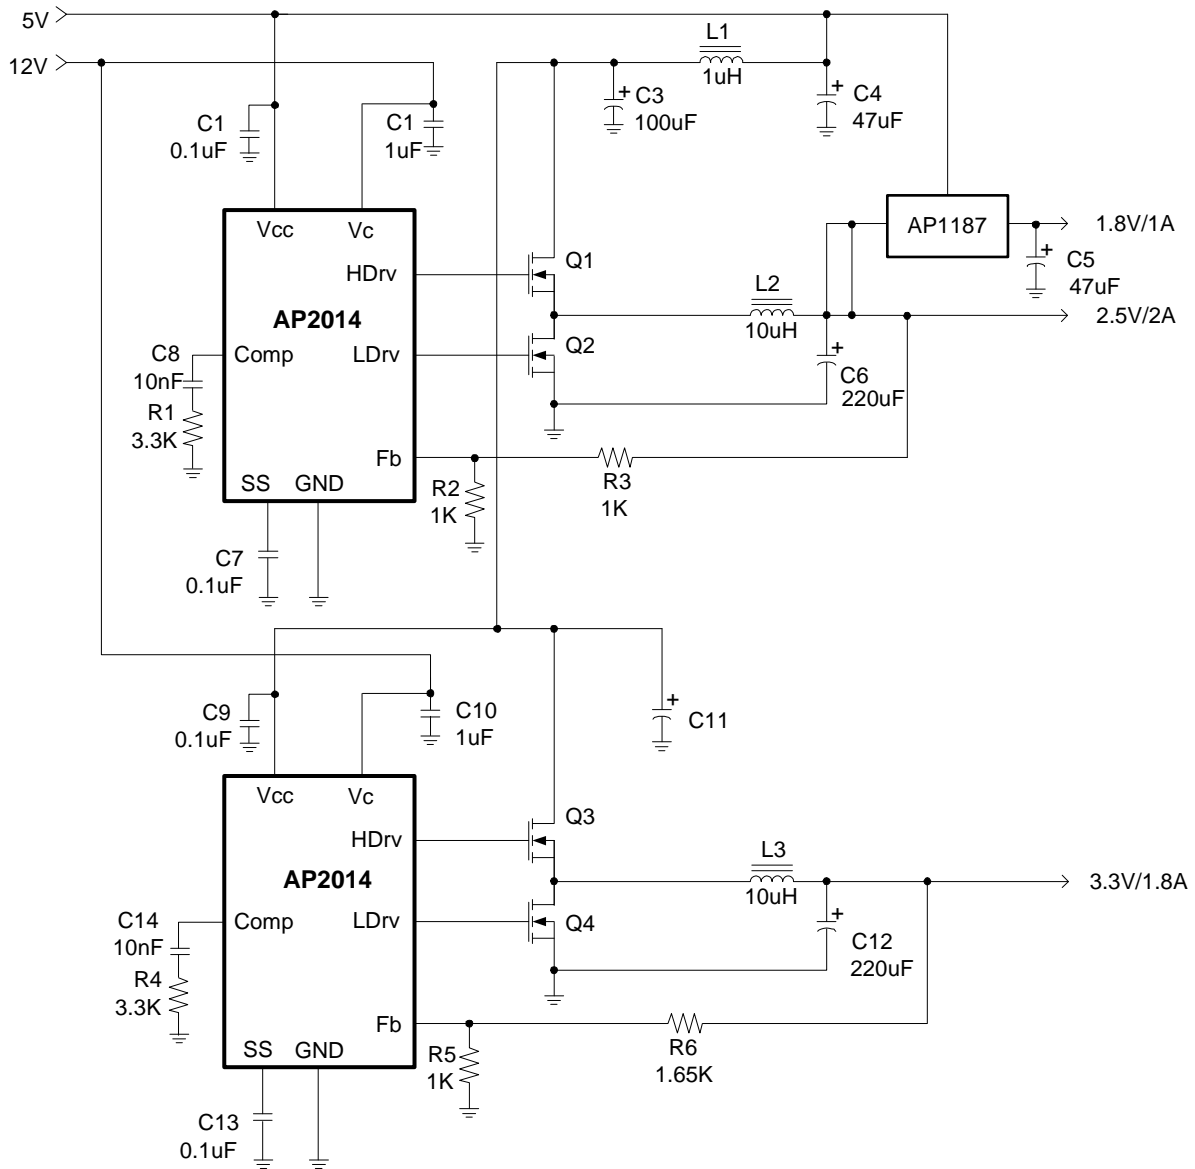 5V
12V
L1
1uH
C3
100uF
C4
47uF
C1
0.1uF
C1
1uF
Vcc
Vc
HDrv
AP2014
Comp
LDrv
Fb
SS
GND
C8
10nF
R1
3.3K
C7
0.1uF
Q1
Q2
L2
10uH
C6
220uF
R2
1K
R3
1K
AP1187
1.8V/1A
C5
47uF
2.5V/2A
C9
0.1uF
C10
1uF
C11
Vcc
Vc
HDrv
AP2014
Comp
LDrv
Fb
SS
GND
C14
10nF
R4
3.3K
C13
0.1uF
Q3
Q4
L3
10uH
C12
220uF
R5
1K
R6
1.65K
3.3V/1.8A